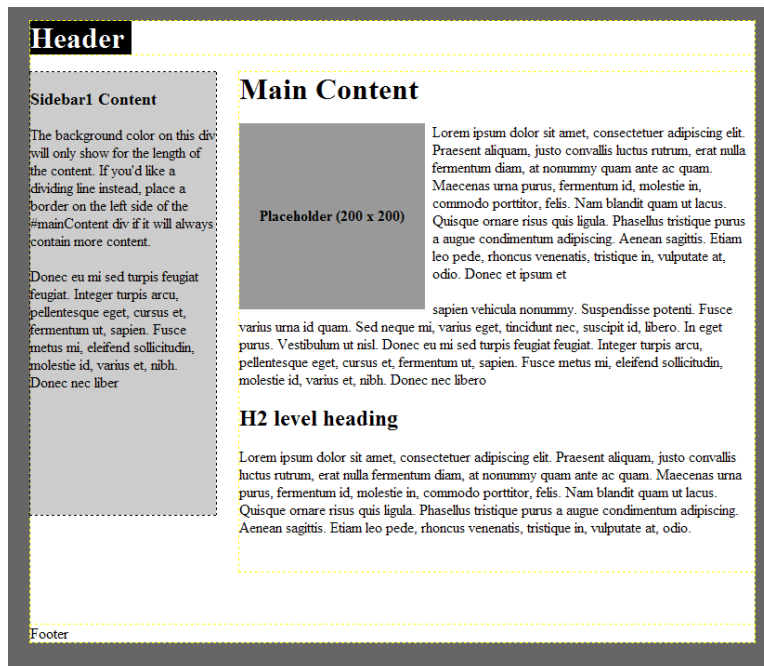 Header
Sidebar1 Content
The background color on this div
will only show for the length of
the content. If you'd like a
dividing line instead, place a
border on the left side of the
#mainContent div if it will always
contain more content.
Donec eu mi sed turpis feugiat
feugiat. Integer turpis arcu,
pellentesque eget, cursus et,
fermentum ut, sapien. Fusce
metus mi, eleifend sollicitudin,
molestie id, varius et, nibh.
Donec nec liber
Main Content
Placeholder (200 x 200)
Lorem ipsum dolor sit amet, consectetuer adipiscing elit.
Praesent aliquam, justo convallis luctus rutrum, erat nulla
fermentum diam, at nonummy quam ante ac quam.
Maecenas urna purus, fermentum id, molestie in,
commodo porttitor, felis. Nam blandit quam ut lacus.
Quisque ornare risus quis ligula. Phasellus tristique purus
a augue condimentum adipiscing. Aenean sagittis. Etiam
leo pede, rhoncus venenatis, tristique in, vulputate at,
odio. Donec et ipsum et
sapien vehicula nonummy. Suspendisse potenti. Fusce
varius urna id quam. Sed neque mi, varius eget, tincidunt nec, suscipit id, libero. In eget
purus. Vestibulum ut nisl. Donec eu mi sed turpis feugiat feugiat. Integer turpis arcu,
pellentesque eget, cursus et, fermentum ut, sapien. Fusce metus mi, eleifend sollicitudin,
molestie id, varius et, nibh. Donec nec libero
H2 level heading
Lorem ipsum dolor sit amet, consectetuer adipiscing elit. Praesent aliquam, justo convallis
luctus rutrum, erat nulla fermentum diam, at nonummy quam ante ac quam. Maecenas urna
purus, fermentum id, molestie in, commodo porttitor, felis. Nam blandit quam ut lacus.
Quisque ornare risus quis ligula. Phasellus tristique purus a augue condimentum adipiscing.
Aenean sagittis. Etiam leo pede, rhoncus venenatis, tristique in, vulputate at, odio.
Footer